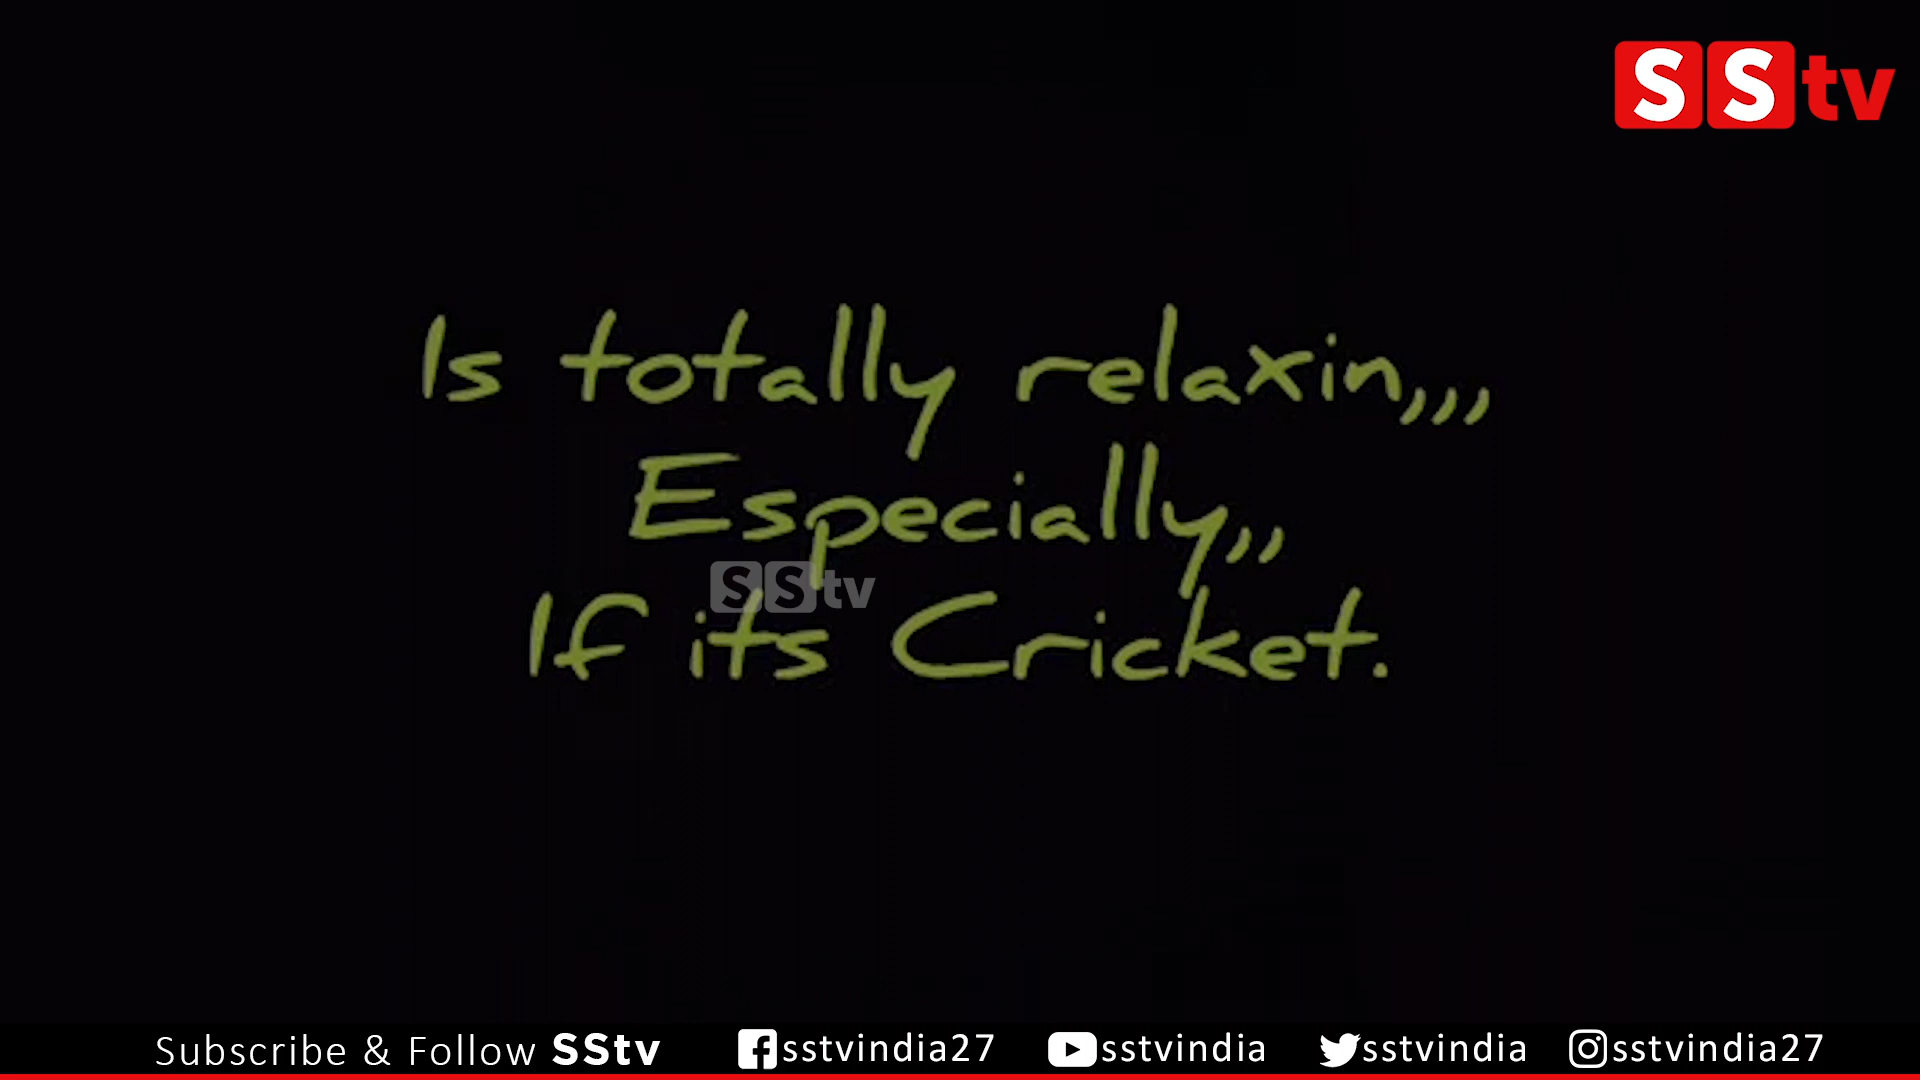 SStv
Is totally relaxin,,,
Especially,,
SStv
If its Cricket.
Subscribe & Follow SStv sstvindia27 sstvindia sstvindia sstvindia27